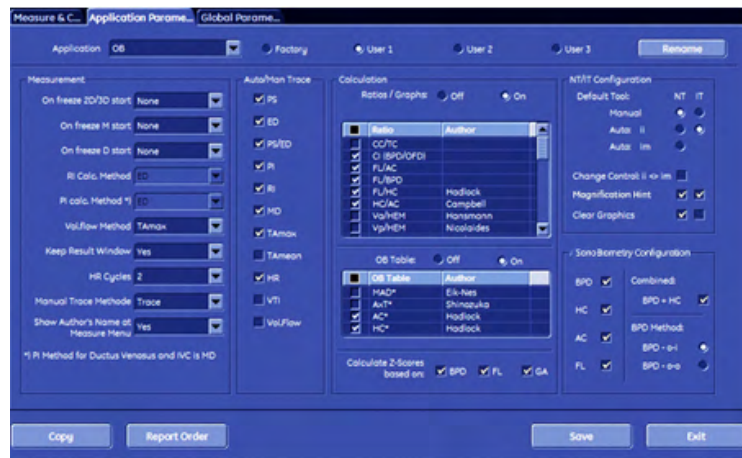 Measure & C... Application Parame... Global Parame...
Application OB Factory User 1 User 2 User 3 Rename
Measurement
On freeze 2D/3D start None
On freeze M start None
On freeze D start None
RI Calc. Method ED
PI calc. Method *) ED
Vol.flow Method TAmax
Keep Result Window Yes
HR Cycles 2
Manual Trace Methode Trace
Show Author's Name at
Measure Menu Yes
*) PI Method for Ductus Venosus and IVC is MD
Auto/Man Trace
PS
ED
PS/ED
PI
RI
MD
TAmax
TAmean
HR
VTI
Vol.Flow
Calculation
Ratios / Graphs: Off On
Ratio Author
CC/TC
CI (BPD/OFD)
FL/AC
FL/BPD
FL/HC Hadlock
HC/AC Campbell
Va/HEM Hansmann
Vp/HEM Nicolaides
OB Table: Off On
OB Table Author
MAD* Eik-Nes
AxT* Shinozuka
AC* Hadlock
HC* Hadlock
Calculate Z-Scores
based on: BPD FL GA
NT/IT Configuration
Default Tool: NT IT
Manual
Auto: ii
Auto: im
Change Control: ii <> im
Magnification Hint
Clear Graphics
SonoBiometry Configuration
BPD
HC
AC
FL
Combined:
BPD + HC
BPD Method:
BPD - o-i
BPD - o-o
Copy Report Order Save Exit